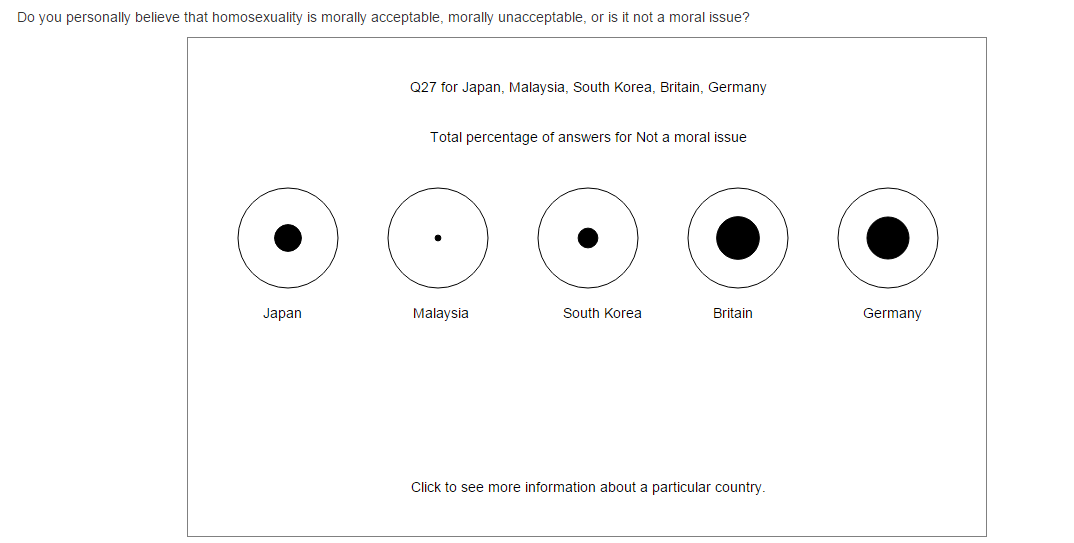 Do you personally believe that homosexuality is morally acceptable, morally unacceptable, or is it not a moral issue?
Q27 for Japan, Malaysia, South Korea, Britain, Germany
Total percentage of answers for Not a moral issue
Japan Malaysia South Korea Britain Germany
Click to see more information about a particular country.